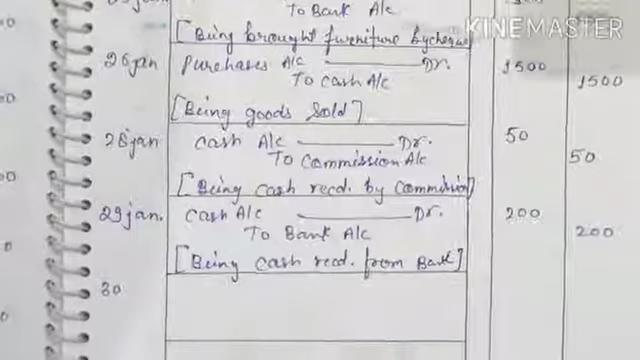 To Bank A/c
KINEMASTER
[Being brought furniture by cheque]
26 jan Purchases A/c Dr. 1500
To cash A/c 1500
[Being goods sold]
28 jan cash A/c Dr. 50
To commission A/c 50
[Being cash recd. by commission]
29 jan. cash A/c Dr. 200
To Bank A/c 200
[Being cash recd. from Bank]
30